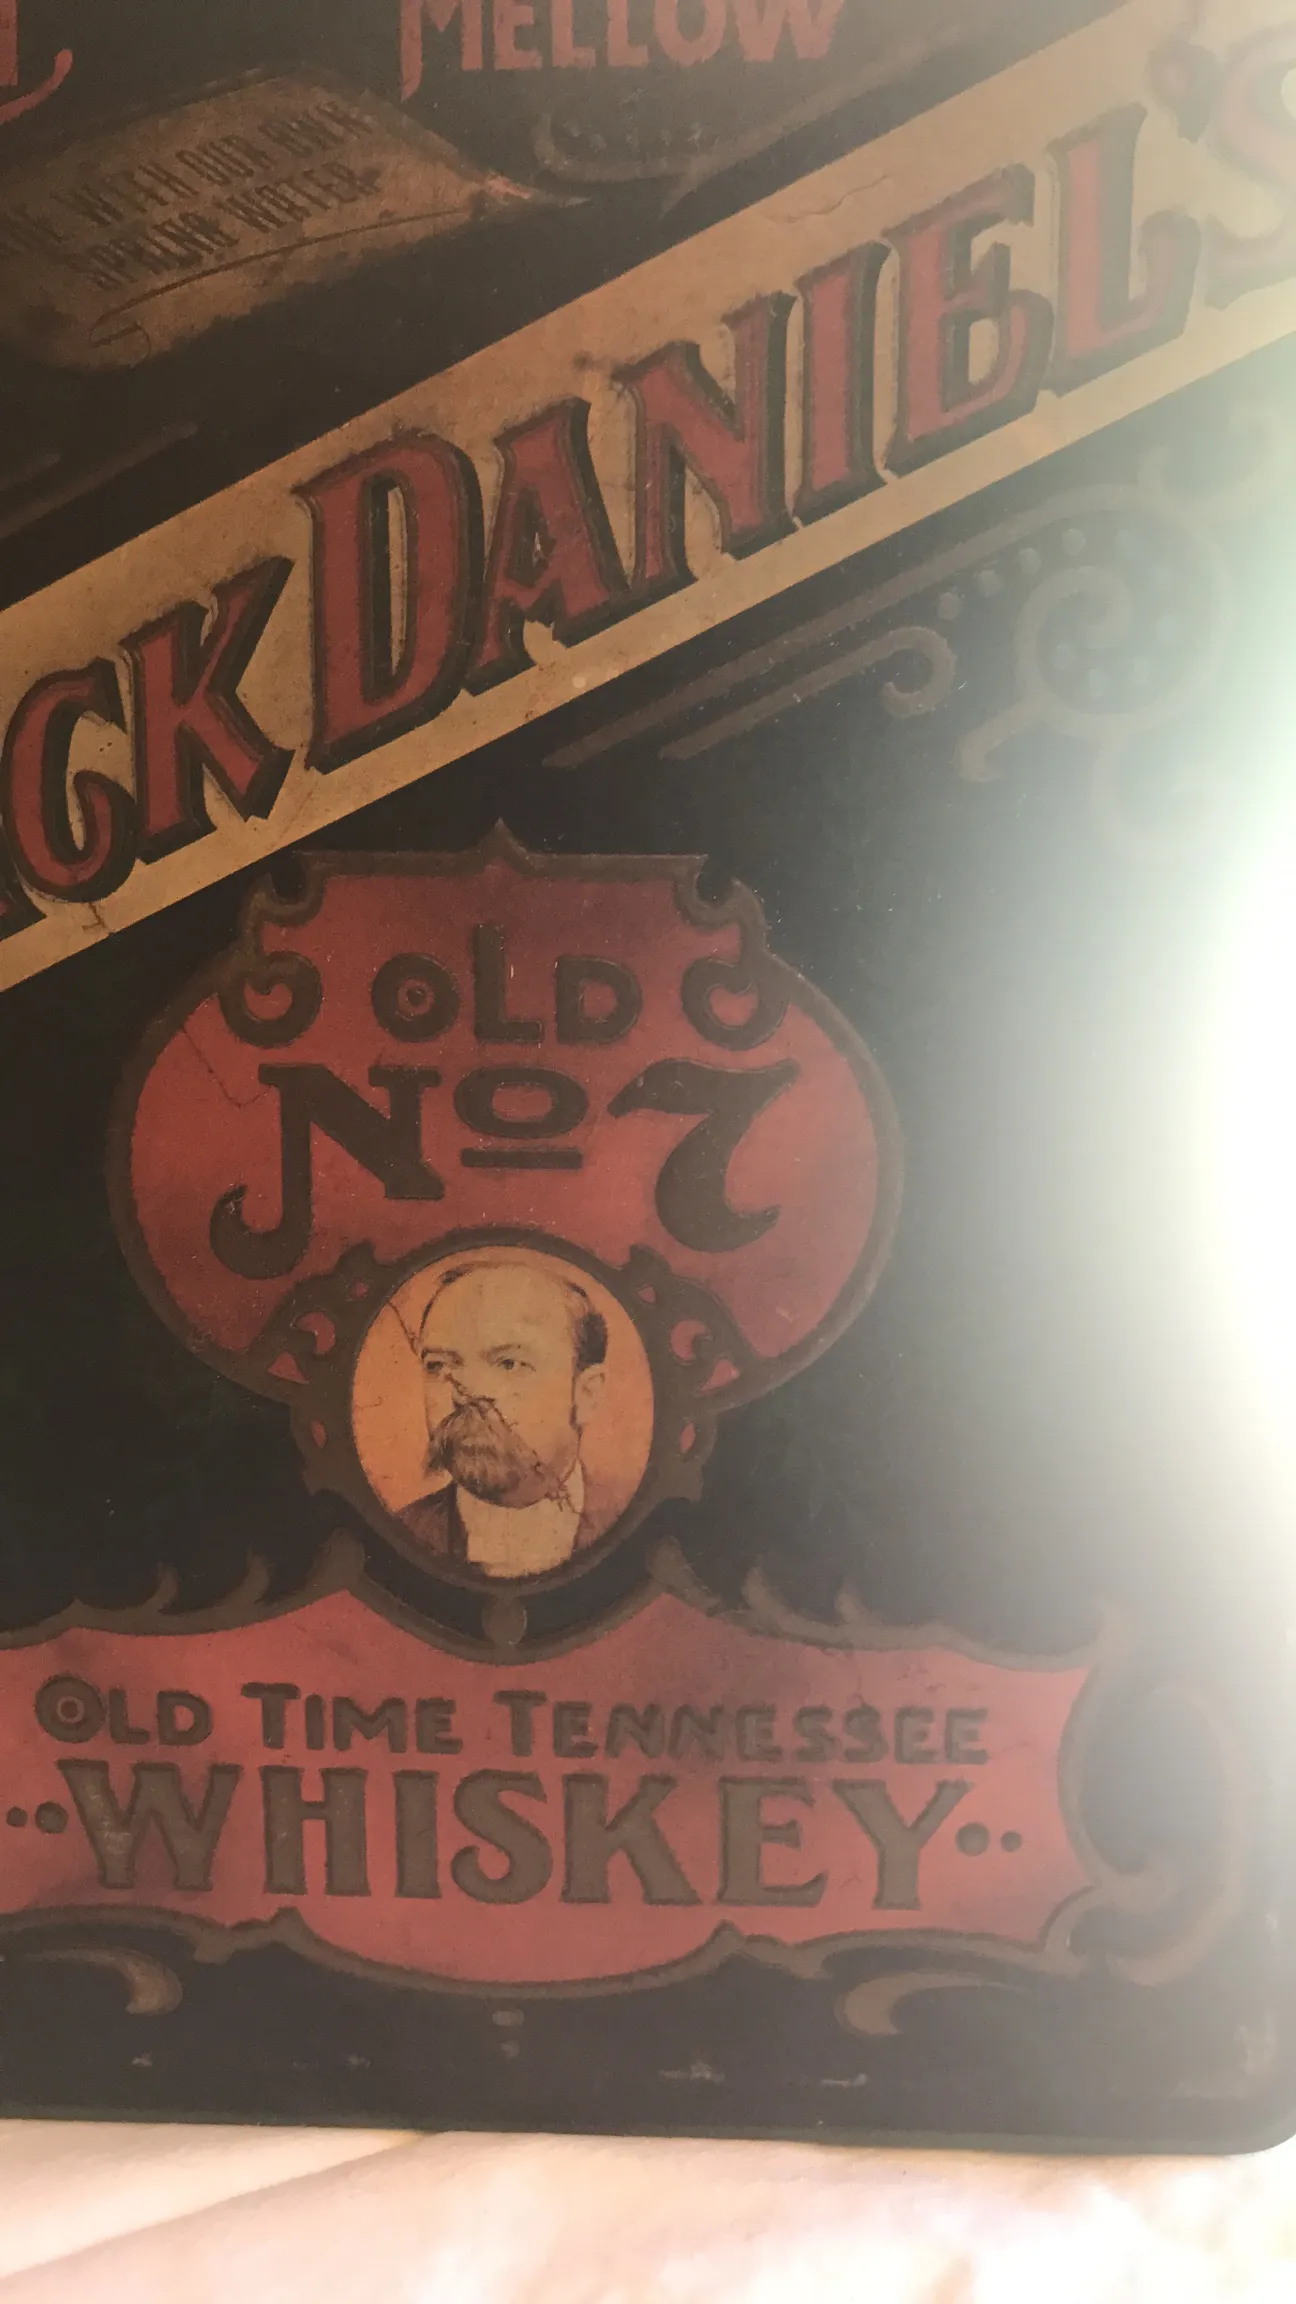 MELLOW
WITH OUR OWN
SPRING WATER
CK DANIEL'S
OLD
No 7
OLD TIME TENNESSEE
··WHISKEY··